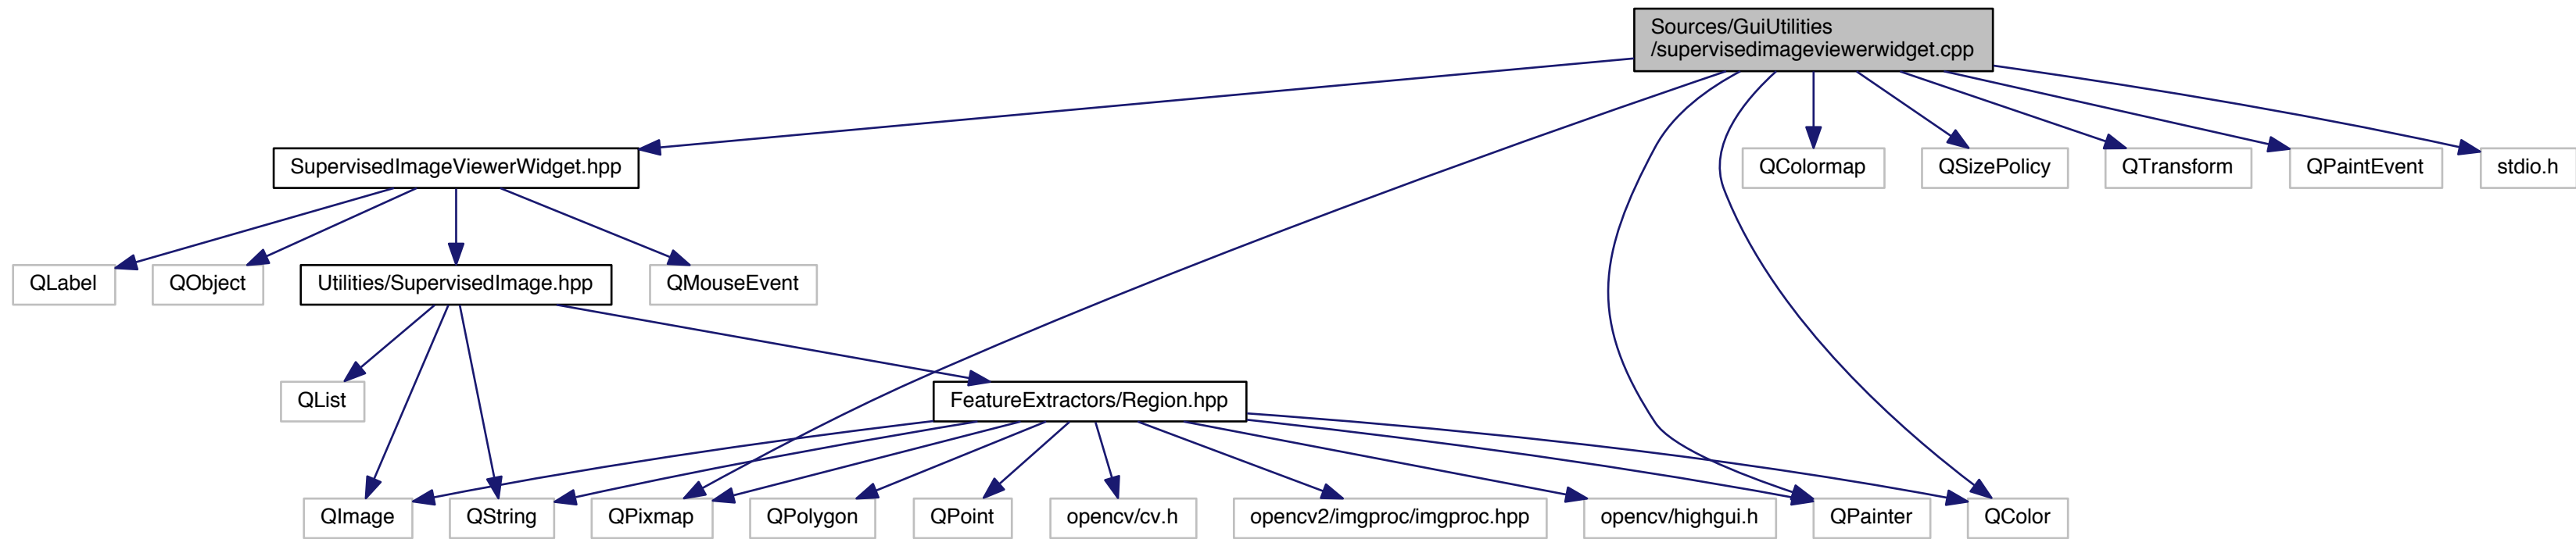 Sources/GuiUtilities
/supervisedimageviewerwidget.cpp
SupervisedImageViewerWidget.hpp
QColormap
QSizePolicy
QTransform
QPaintEvent
stdio.h
QLabel
QObject
Utilities/SupervisedImage.hpp
QMouseEvent
QList
FeatureExtractors/Region.hpp
QImage
QString
QPixmap
QPolygon
QPoint
opencv/cv.h
opencv2/imgproc/imgproc.hpp
opencv/highgui.h
QPainter
QColor